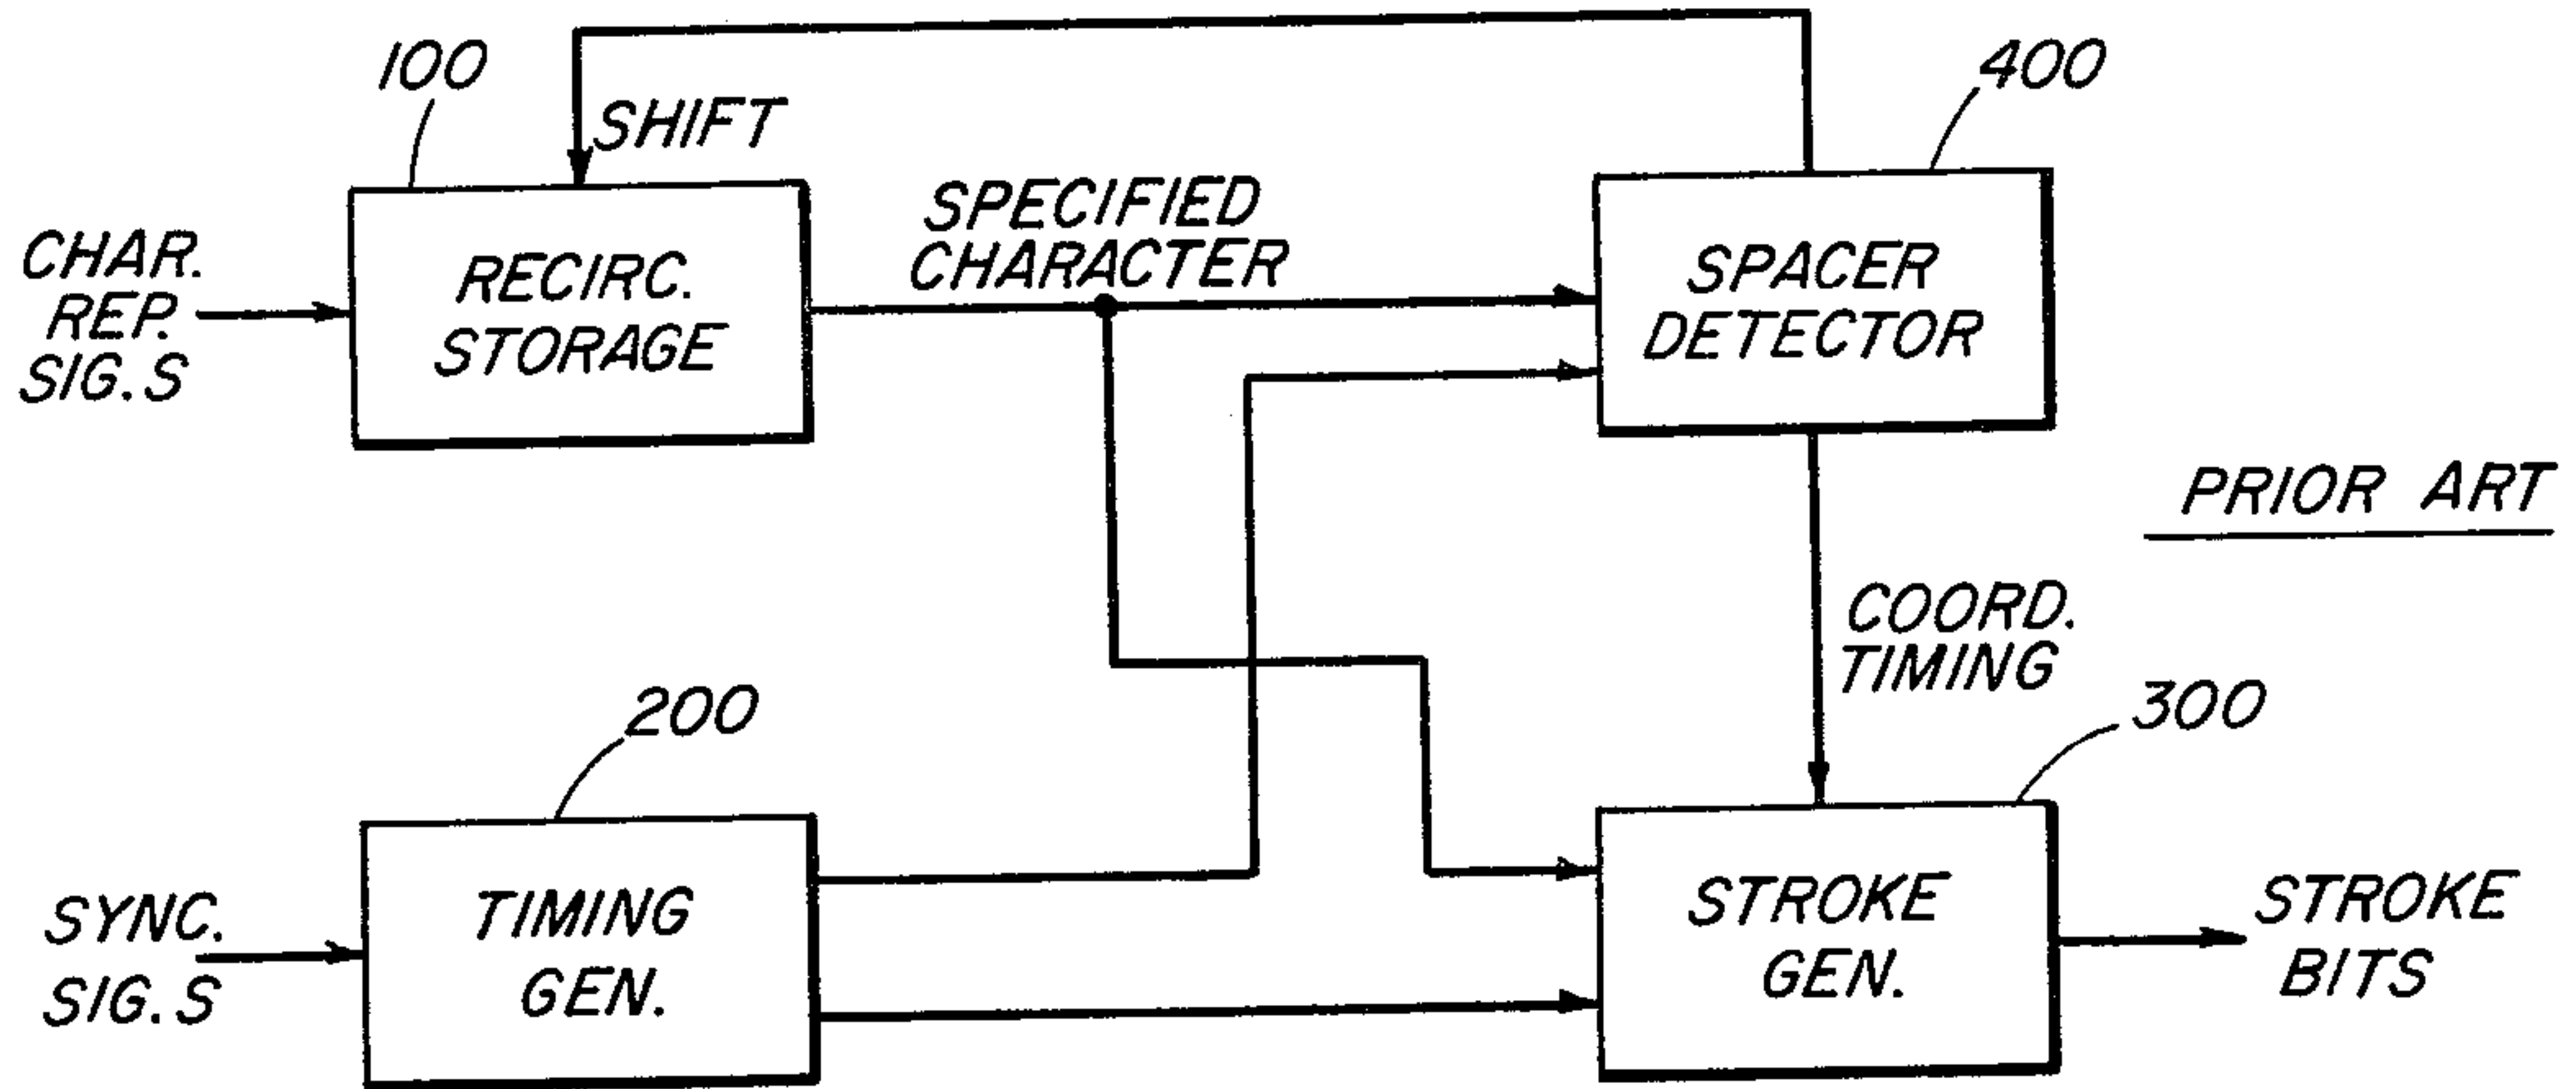 100
400
SHIFT
SPECIFIED
CHARACTER
CHAR.
REP.
SIG.S
RECIRC.
STORAGE
SPACER
DETECTOR
PRIOR ART
COORD.
TIMING
200
300
SYNC.
SIG.S
TIMING
GEN.
STROKE
GEN.
STROKE
BITS